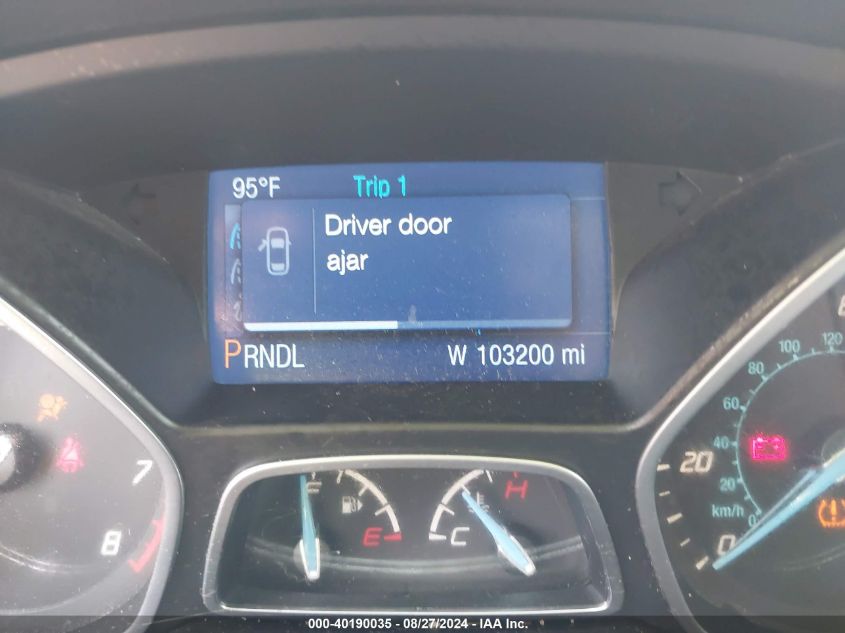 95°F Trip 1
Driver door
ajar
PRNDL W 103200 mi
7
8
F
E
H
C
120
100
80
60
40
20
0
km/h
20
0
000-40190035 - 08/27/2024 - IAA Inc.